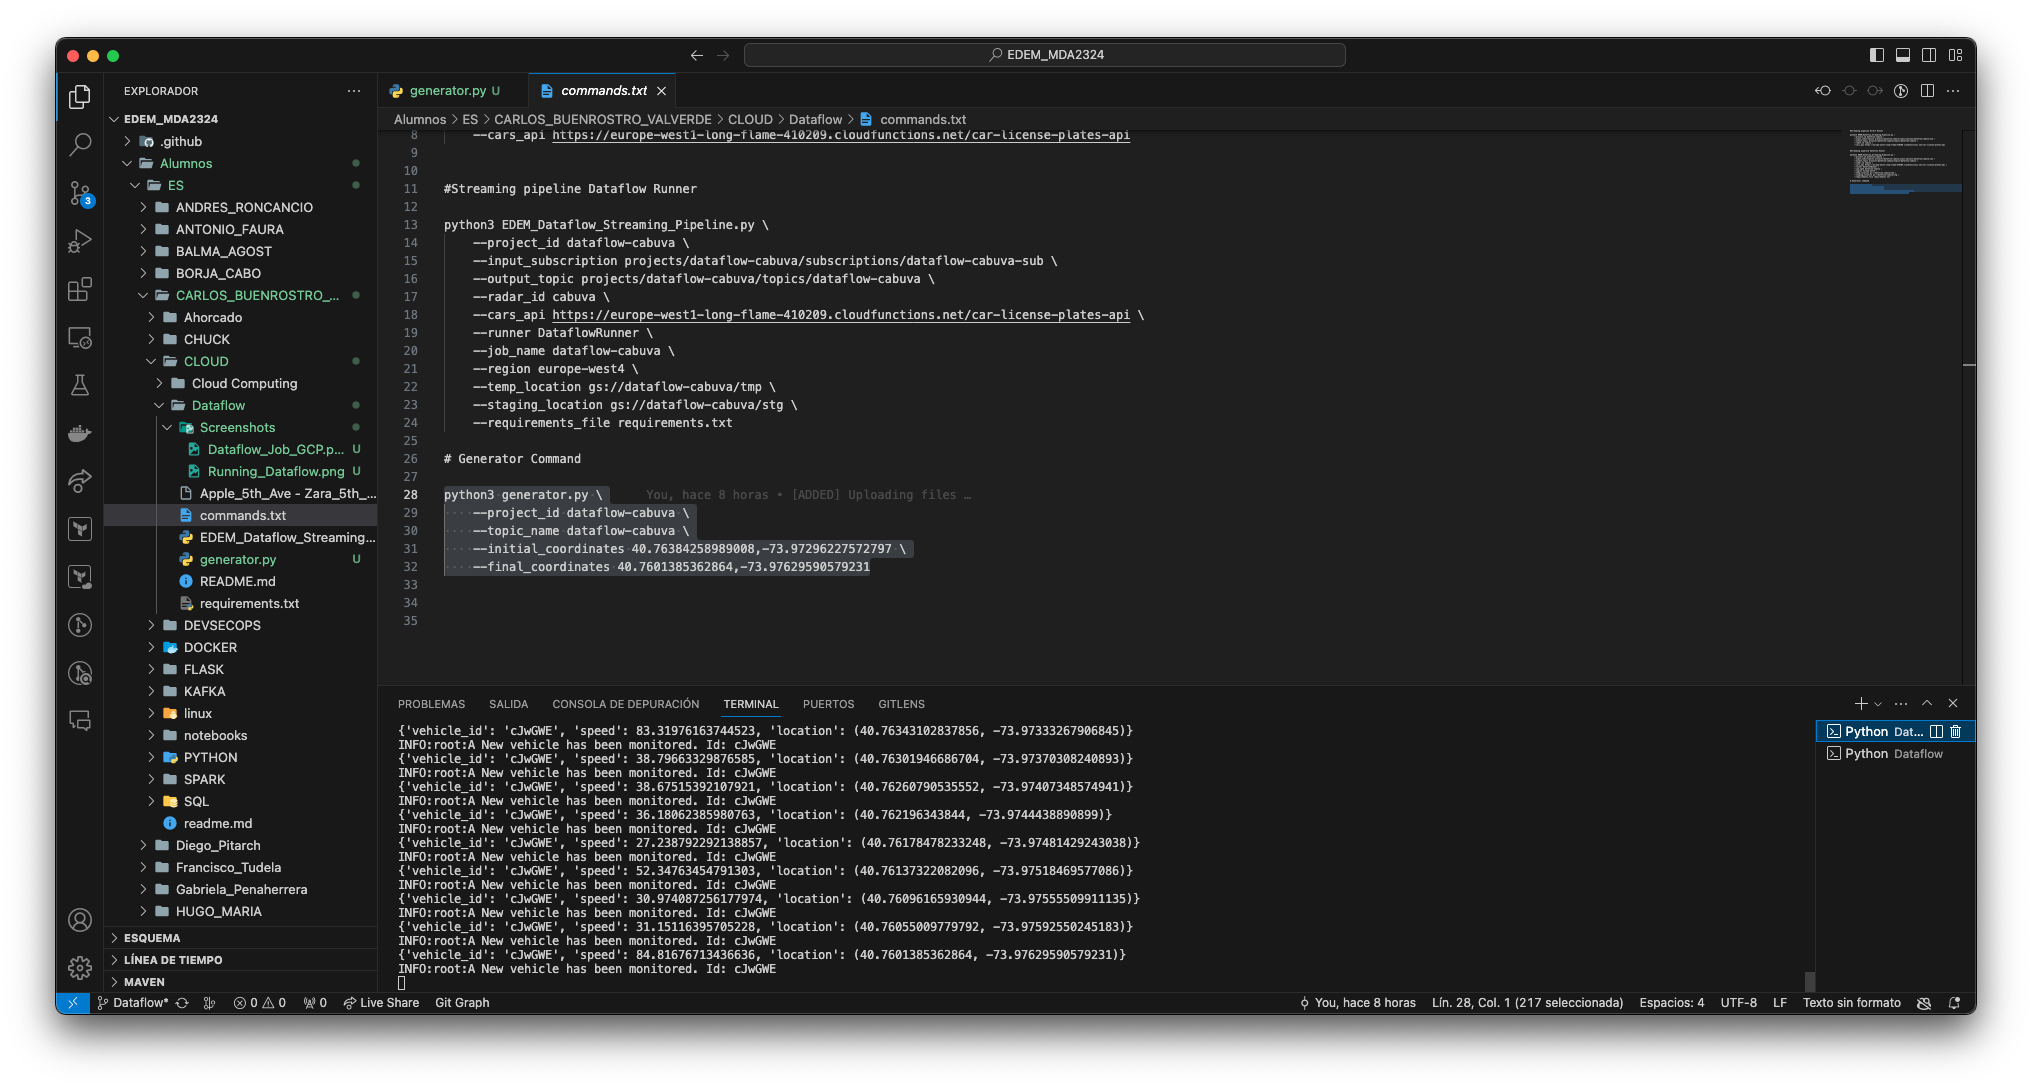 EDEM_MDA2324
EXPLORADOR
EDEM_MDA2324
.github
Alumnos
ES
ANDRES_RONCANCIO
ANTONIO_FAURA
BALMA_AGOST
BORJA_CABO
CARLOS_BUENROSTRO_...
Ahorcado
CHUCK
CLOUD
Cloud Computing
Dataflow
Screenshots
Dataflow_Job_GCP.p... U
Running_Dataflow.png U
Apple_5th_Ave - Zara_5th_...
commands.txt
EDEM_Dataflow_Streaming...
generator.py U
README.md
requirements.txt
DEVSECOPS
DOCKER
FLASK
KAFKA
linux
notebooks
PYTHON
SPARK
SQL
readme.md
Diego_Pitarch
Francisco_Tudela
Gabriela_Penaherrera
HUGO_MARIA
ESQUEMA
LÍNEA DE TIEMPO
MAVEN
3
generator.py U
commands.txt
Alumnos > ES > CARLOS_BUENROSTRO_VALVERDE > CLOUD > Dataflow > commands.txt
8 --cars_api https://europe-west1-long-flame-410209.cloudfunctions.net/car-license-plates-api
9
10
11 #Streaming pipeline Dataflow Runner
12
13 python3 EDEM_Dataflow_Streaming_Pipeline.py \
14 --project_id dataflow-cabuva \
15 --input_subscription projects/dataflow-cabuva/subscriptions/dataflow-cabuva-sub \
16 --output_topic projects/dataflow-cabuva/topics/dataflow-cabuva \
17 --radar_id cabuva \
18 --cars_api https://europe-west1-long-flame-410209.cloudfunctions.net/car-license-plates-api \
19 --runner DataflowRunner \
20 --job_name dataflow-cabuva \
21 --region europe-west4 \
22 --temp_location gs://dataflow-cabuva/tmp \
23 --staging_location gs://dataflow-cabuva/stg \
24 --requirements_file requirements.txt
25
26 # Generator Command
27
28 python3 generator.py \ You, hace 8 horas • [ADDED] Uploading files …
29 --project_id dataflow-cabuva \
30 --topic_name dataflow-cabuva \
31 --initial_coordinates 40.76384258989008,-73.97296227572797 \
32 --final_coordinates 40.7601385362864,-73.97629590579231
33
34
35
PROBLEMAS SALIDA CONSOLA DE DEPURACIÓN TERMINAL PUERTOS GITLENS
{'vehicle_id': 'cJwGWE', 'speed': 83.31976163744523, 'location': (40.76343102837856, -73.97333267906845)}
INFO:root:A New vehicle has been monitored. Id: cJwGWE
{'vehicle_id': 'cJwGWE', 'speed': 38.79663329876585, 'location': (40.76301946686704, -73.97370308240893)}
INFO:root:A New vehicle has been monitored. Id: cJwGWE
{'vehicle_id': 'cJwGWE', 'speed': 38.67515392107921, 'location': (40.76260790535552, -73.97407348574941)}
INFO:root:A New vehicle has been monitored. Id: cJwGWE
{'vehicle_id': 'cJwGWE', 'speed': 36.18062385980763, 'location': (40.762196343844, -73.9744438890899)}
INFO:root:A New vehicle has been monitored. Id: cJwGWE
{'vehicle_id': 'cJwGWE', 'speed': 27.238792292138857, 'location': (40.76178478233248, -73.97481429243038)}
INFO:root:A New vehicle has been monitored. Id: cJwGWE
{'vehicle_id': 'cJwGWE', 'speed': 52.34763454791303, 'location': (40.76137322082096, -73.97518469577086)}
INFO:root:A New vehicle has been monitored. Id: cJwGWE
{'vehicle_id': 'cJwGWE', 'speed': 30.974087256177974, 'location': (40.76096165930944, -73.97555509911135)}
INFO:root:A New vehicle has been monitored. Id: cJwGWE
{'vehicle_id': 'cJwGWE', 'speed': 31.15116395705228, 'location': (40.76055009779792, -73.97592550245183)}
INFO:root:A New vehicle has been monitored. Id: cJwGWE
{'vehicle_id': 'cJwGWE', 'speed': 84.81676713436636, 'location': (40.7601385362864, -73.97629590579231)}
INFO:root:A New vehicle has been monitored. Id: cJwGWE
Python Dat...
Python Dataflow
Dataflow* 0 0 0 Live Share Git Graph
You, hace 8 horas Lín. 28, Col. 1 (217 seleccionada) Espacios: 4 UTF-8 LF Texto sin formato